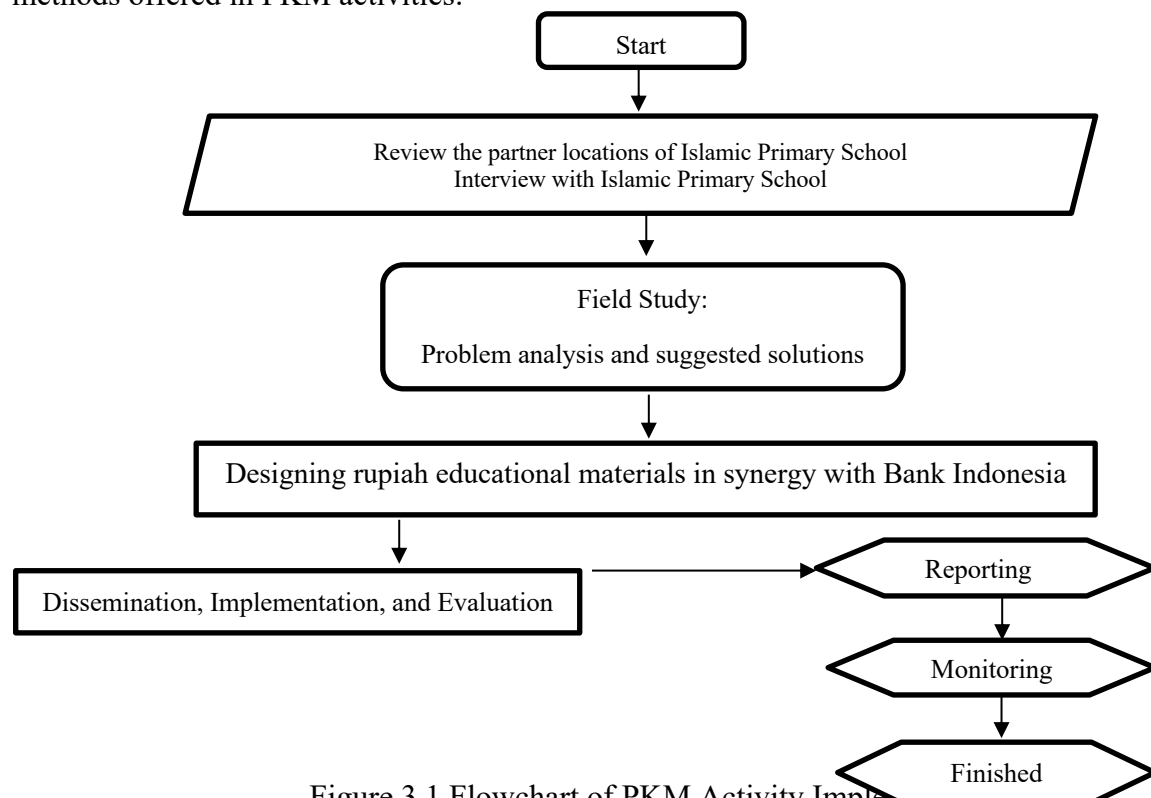 methods offered in PKM activities:
Start
Review the partner locations of Islamic Primary School
Interview with Islamic Primary School
Field Study:
Problem analysis and suggested solutions
Designing rupiah educational materials in synergy with Bank Indonesia
Dissemination, Implementation, and Evaluation
Reporting
Monitoring
Finished
Figure 3.1 Flowchart of PKM Activity